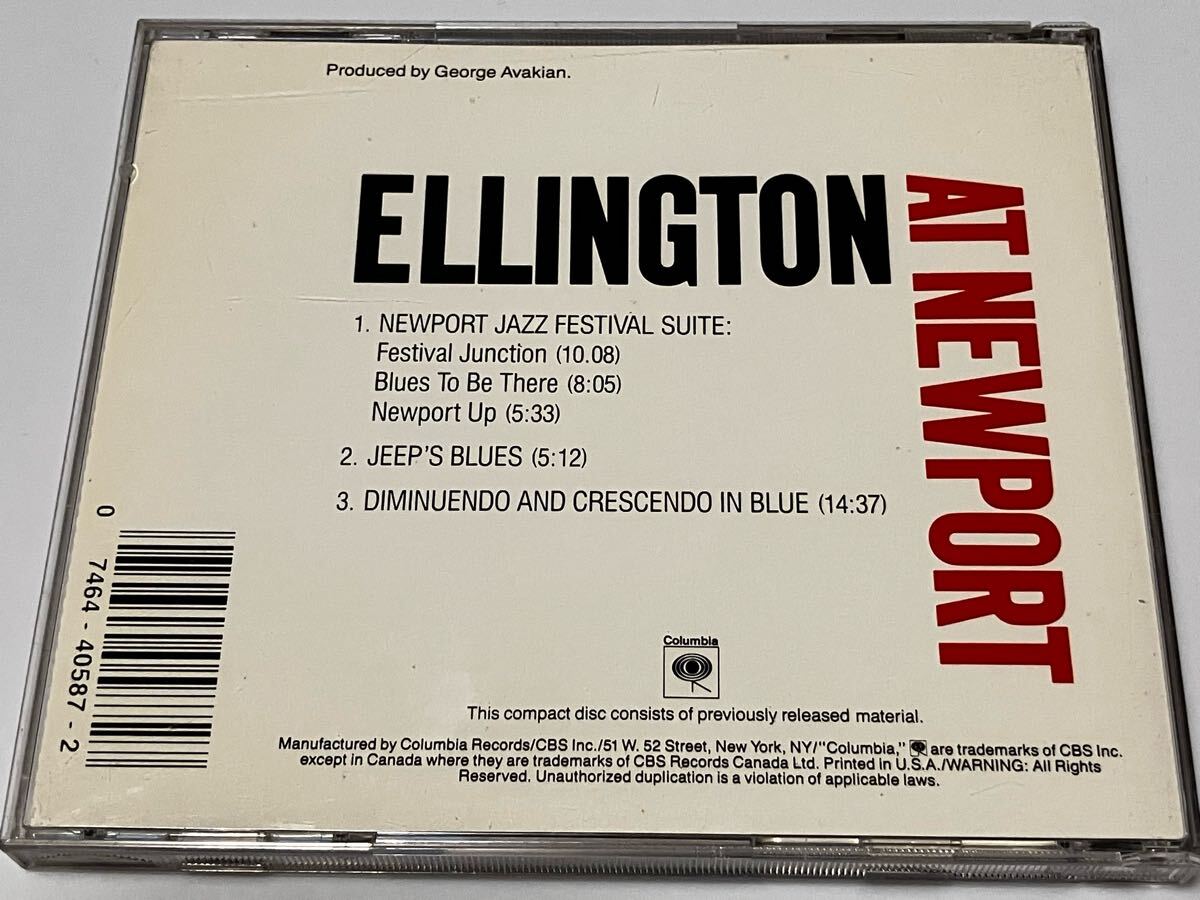 Produced by George Avakian.
ELLINGTON
AT NEWPORT
1. NEWPORT JAZZ FESTIVAL SUITE:
Festival Junction (10.08)
Blues To Be There (8:05)
Newport Up (5:33)
2. JEEP'S BLUES (5:12)
3. DIMINUENDO AND CRESCENDO IN BLUE (14:37)
0 7464-40587-2
Columbia
This compact disc consists of previously released material.
Manufactured by Columbia Records/CBS Inc./51 W. 52 Street, New York, NY/"Columbia," are trademarks of CBS Inc.
except in Canada where they are trademarks of CBS Records Canada Ltd. Printed in U.S.A./WARNING: All Rights
Reserved. Unauthorized duplication is a violation of applicable laws.